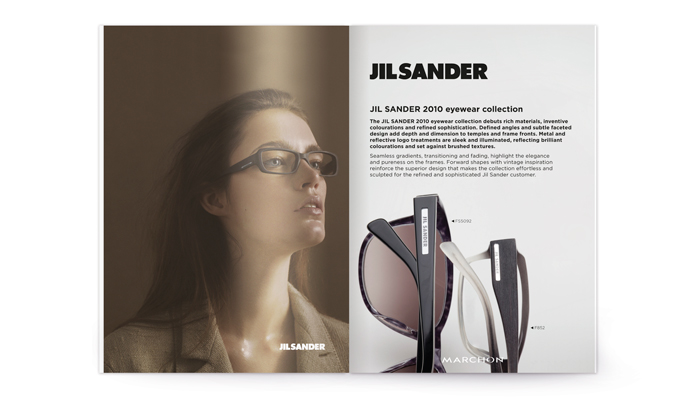 JIL SANDER
JIL SANDER
JIL SANDER 2010 eyewear collection
The JIL SANDER 2010 eyewear collection debuts rich materials, inventive
colourations and refined sophistication. Defined angles and subtle faceted
design add depth and dimension to temples and frame fronts. Metal and
reflective logo treatments are sleek and illuminated, reflecting brilliant
colourations and set against brushed textures.
Seamless gradients, transitioning and fading, highlight the elegance
and pureness on the frames. Forward shapes with vintage inspiration
reinforce the superior design that makes the collection effortless and
sculpted for the refined and sophisticated Jil Sander customer.
JIL SANDER
MARCHON